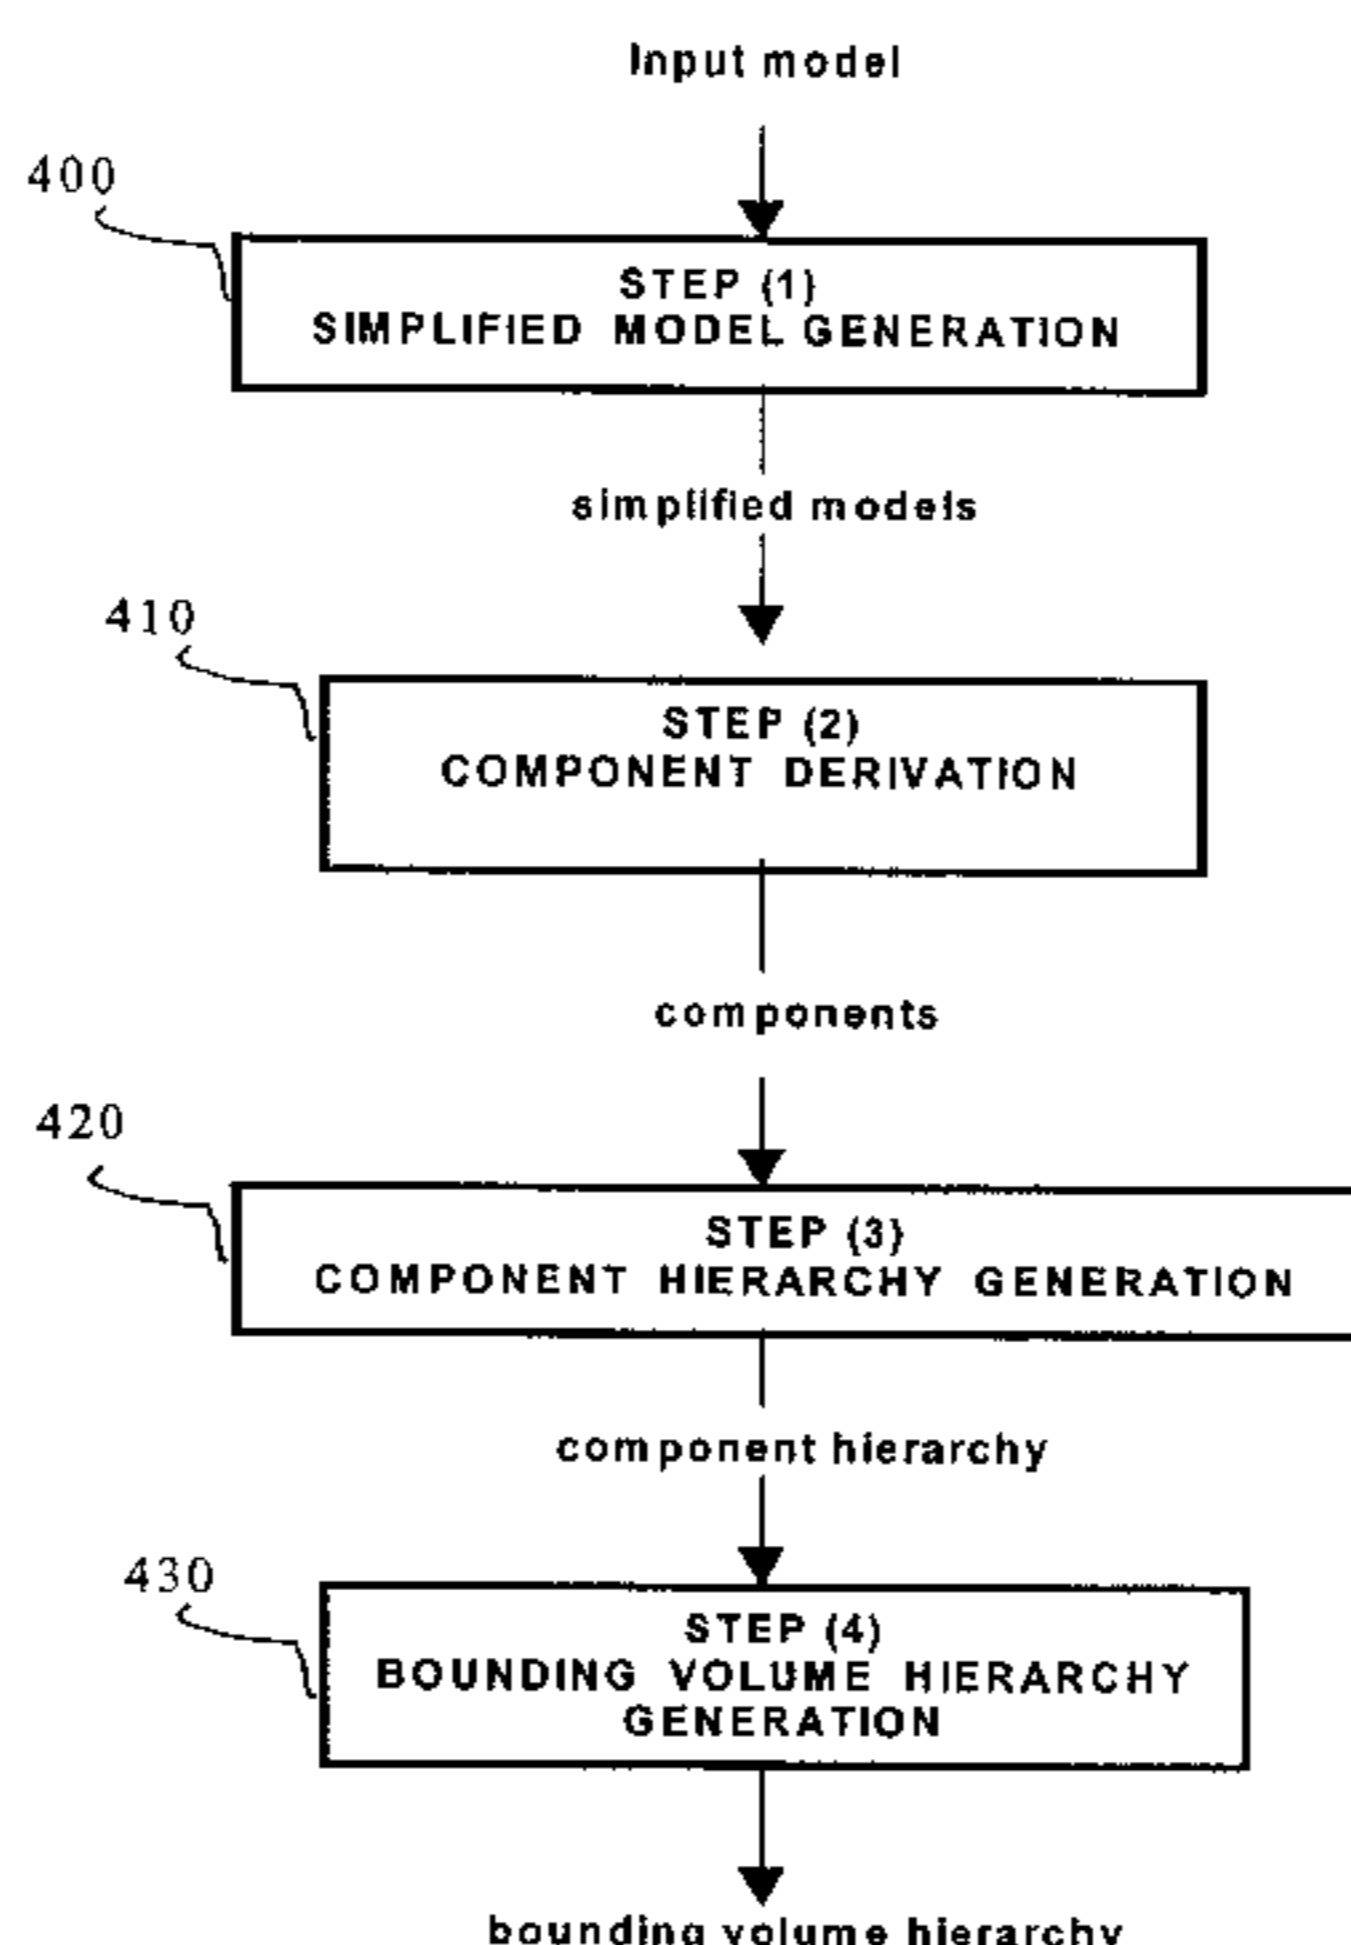 Input model
400
STEP (1)
SIMPLIFIED MODEL GENERATION
simplified models
410
STEP (2)
COMPONENT DERIVATION
components
420
STEP (3)
COMPONENT HIERARCHY GENERATION
component hierarchy
430
STEP (4)
BOUNDING VOLUME HIERARCHY
GENERATION
bounding volume hierarchy